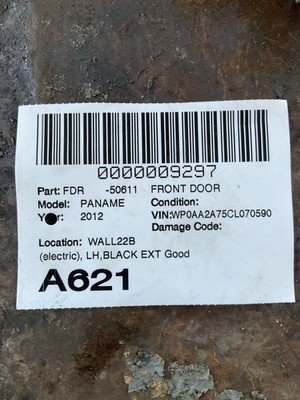 0000009297
Part: FDR -50611 FRONT DOOR
Model: PANAME Condition:
Year: 2012 VIN:WP0AA2A75CL070590
Damage Code:
Location: WALL22B
(electric), LH,BLACK EXT Good
A621